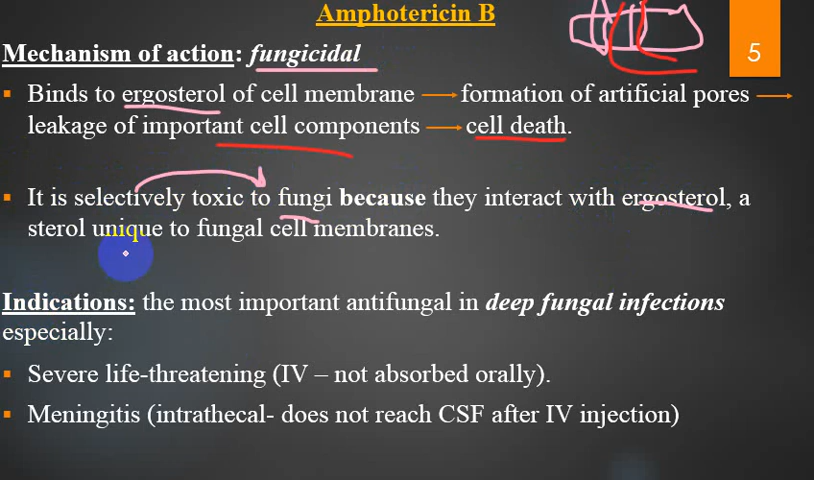 Amphotericin B
5
Mechanism of action: fungicidal
▪ Binds to ergosterol of cell membrane → formation of artificial pores →
leakage of important cell components → cell death.
▪ It is selectively toxic to fungi because they interact with ergosterol, a
sterol unique to fungal cell membranes.
Indications: the most important antifungal in deep fungal infections
especially:
▪ Severe life-threatening (IV – not absorbed orally).
▪ Meningitis (intrathecal- does not reach CSF after IV injection)